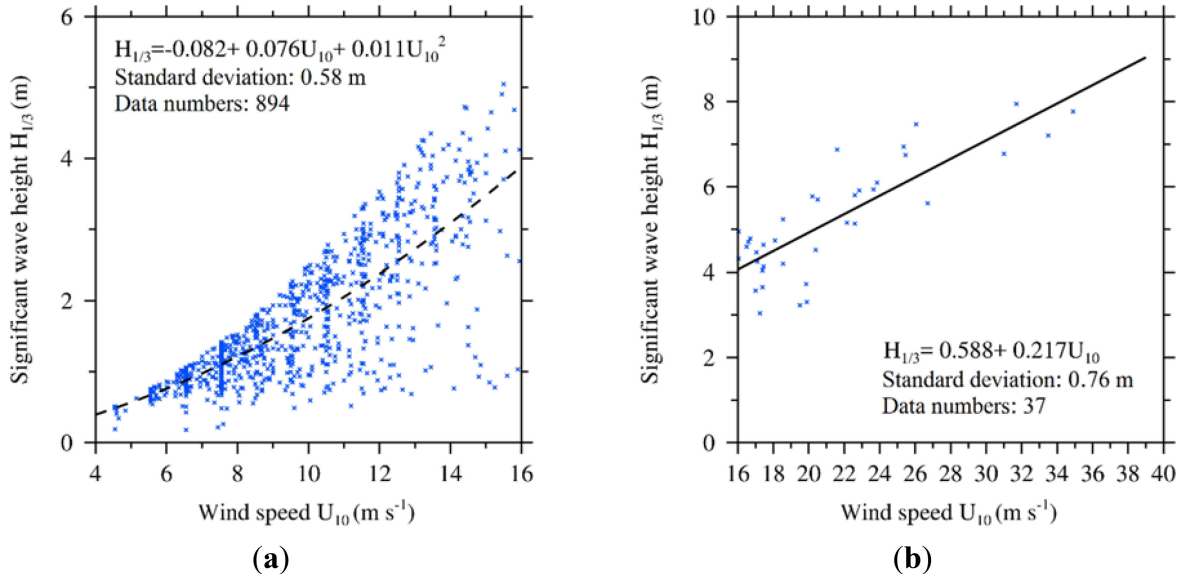 H₁/₃=-0.082+ 0.076U₁₀+ 0.011U₁₀²
Standard deviation: 0.58 m
Data numbers: 894
Significant wave height H₁/₃ (m)
6
4
2
0
4 6 8 10 12 14 16
Wind speed U₁₀ (m s⁻¹)
(a)
Significant wave height H₁/₃ (m)
10
8
6
4
2
0
H₁/₃= 0.588+ 0.217U₁₀
Standard deviation: 0.76 m
Data numbers: 37
16 18 20 22 24 26 28 30 32 34 36 38 40
Wind speed U₁₀ (m s⁻¹)
(b)